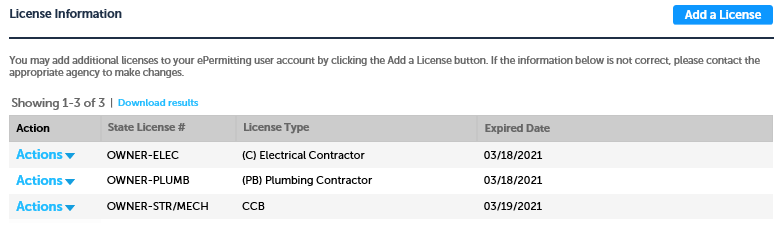 License Information
Add a License
You may add additional licenses to your ePermitting user account by clicking the Add a License button. If the information below is not correct, please contact the
appropriate agency to make changes.
Showing 1-3 of 3 | Download results
Action State License # License Type Expired Date
Actions OWNER-ELEC (C) Electrical Contractor 03/18/2021
Actions OWNER-PLUMB (PB) Plumbing Contractor 03/18/2021
Actions OWNER-STR/MECH CCB 03/19/2021